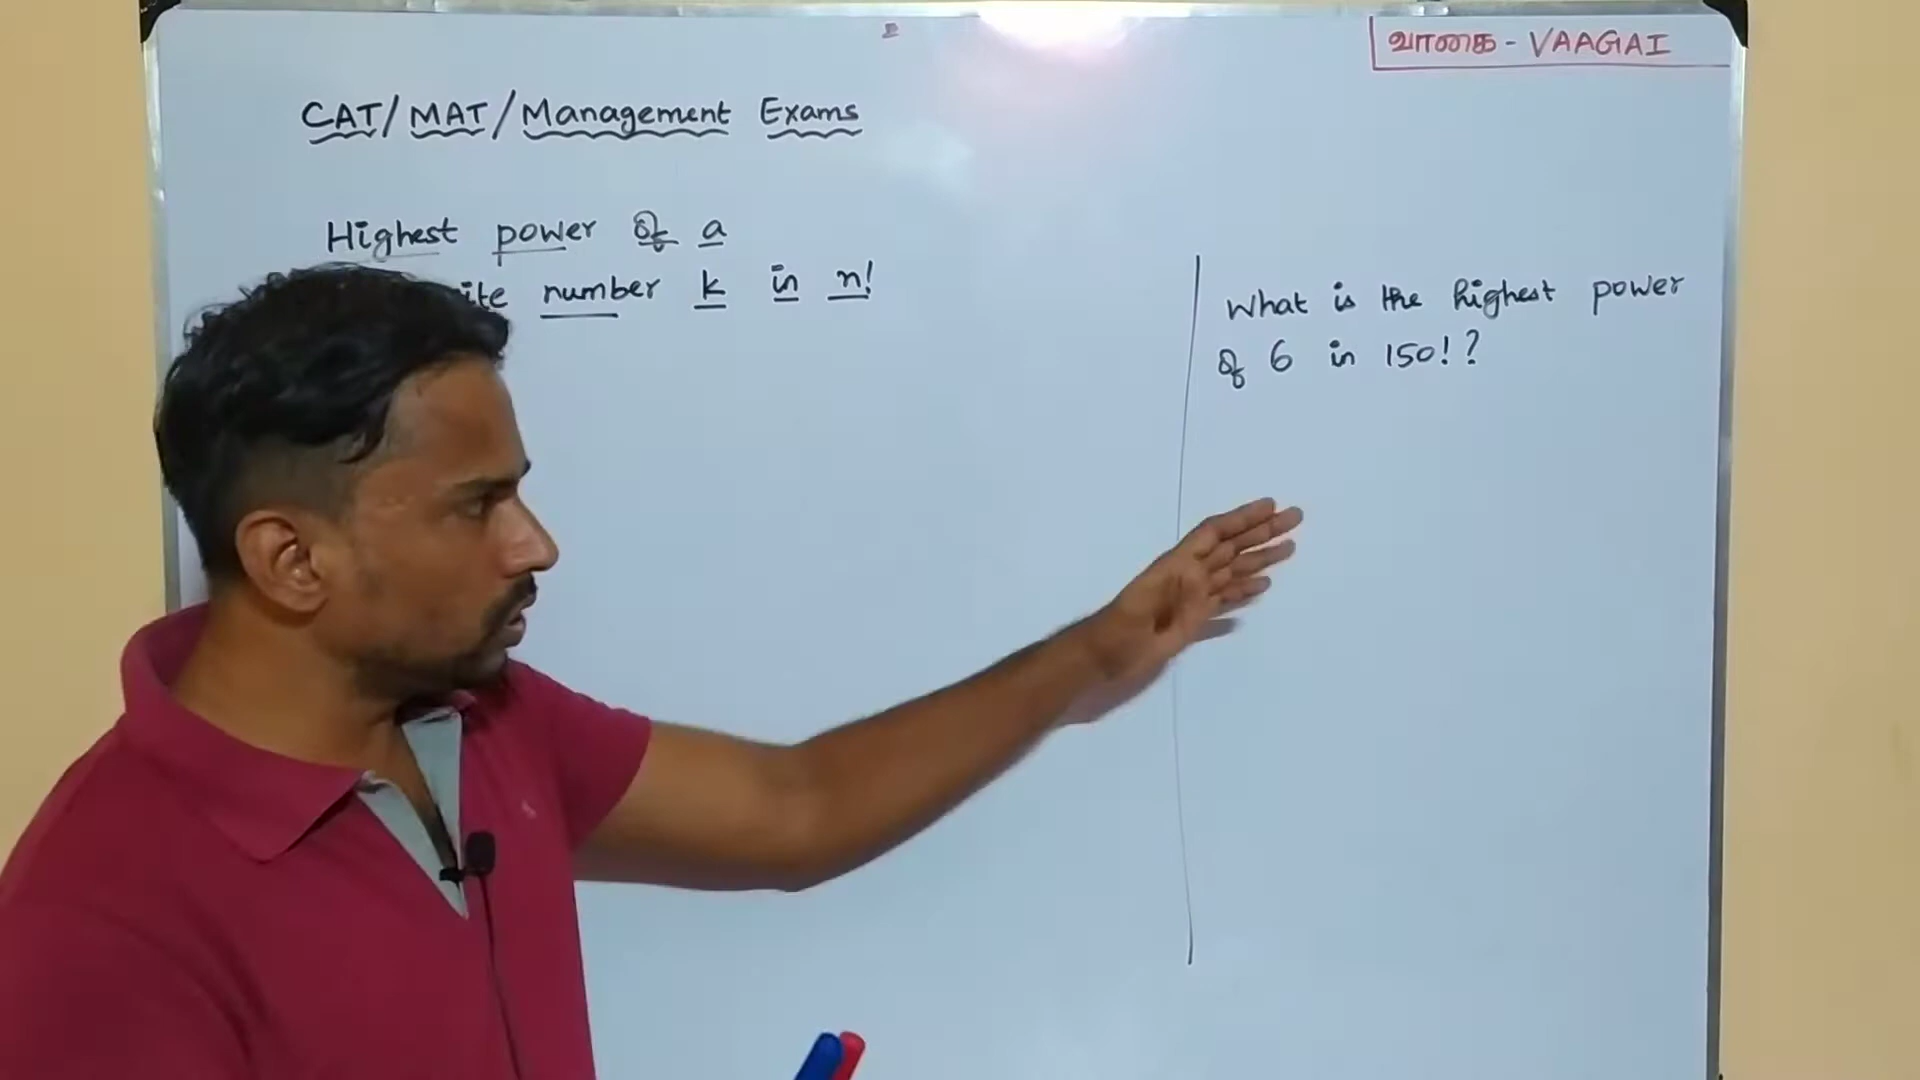 வாகை - VAAGAI
CAT/MAT/Management Exams
Highest power of a
number k in n!
What is the highest power
of 6 in 150!?